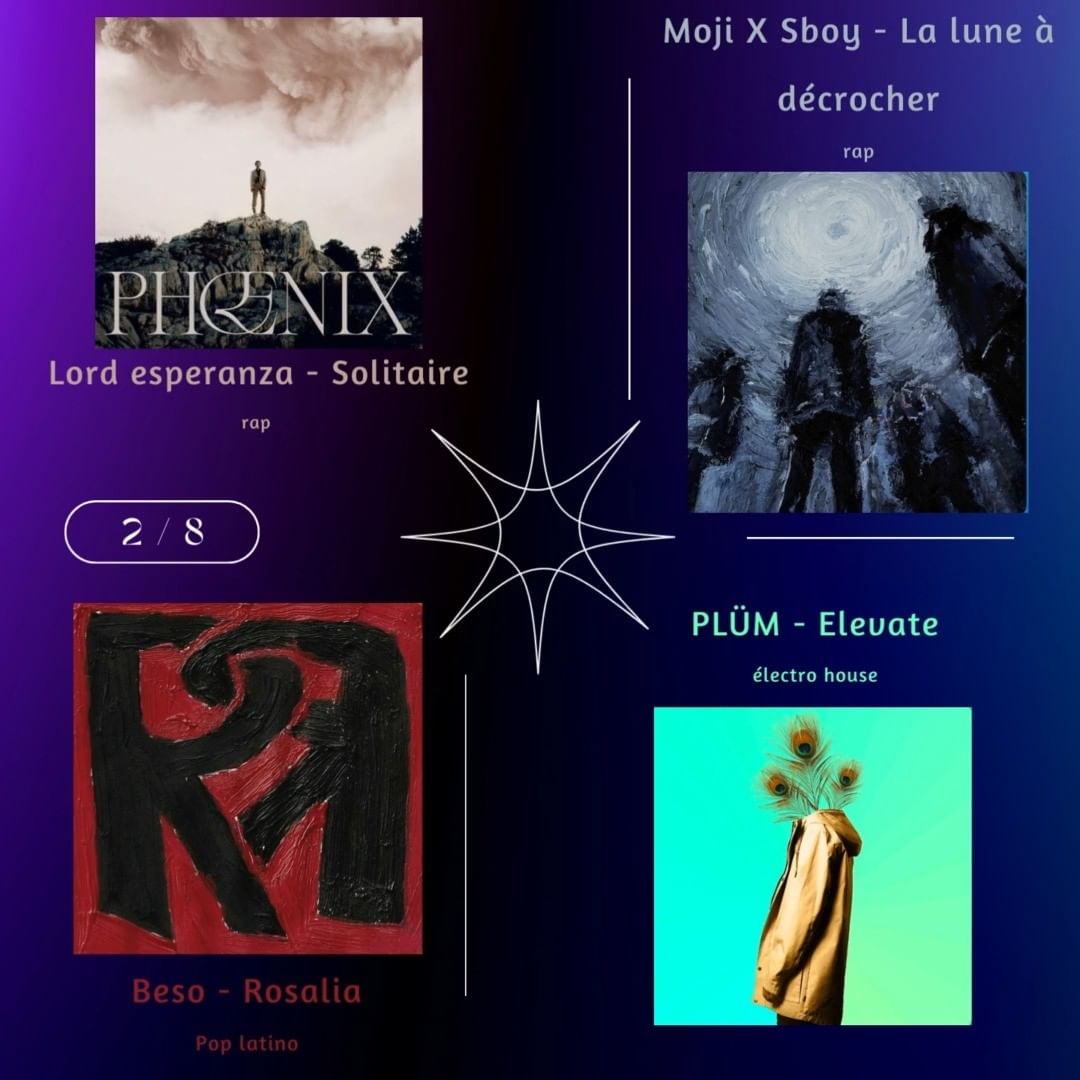 PHŒNIX
Lord esperanza - Solitaire
rap
Moji X Sboy - La lune à
décrocher
rap
2 / 8
RR
Beso - Rosalia
Pop latino
PLÜM - Elevate
électro house